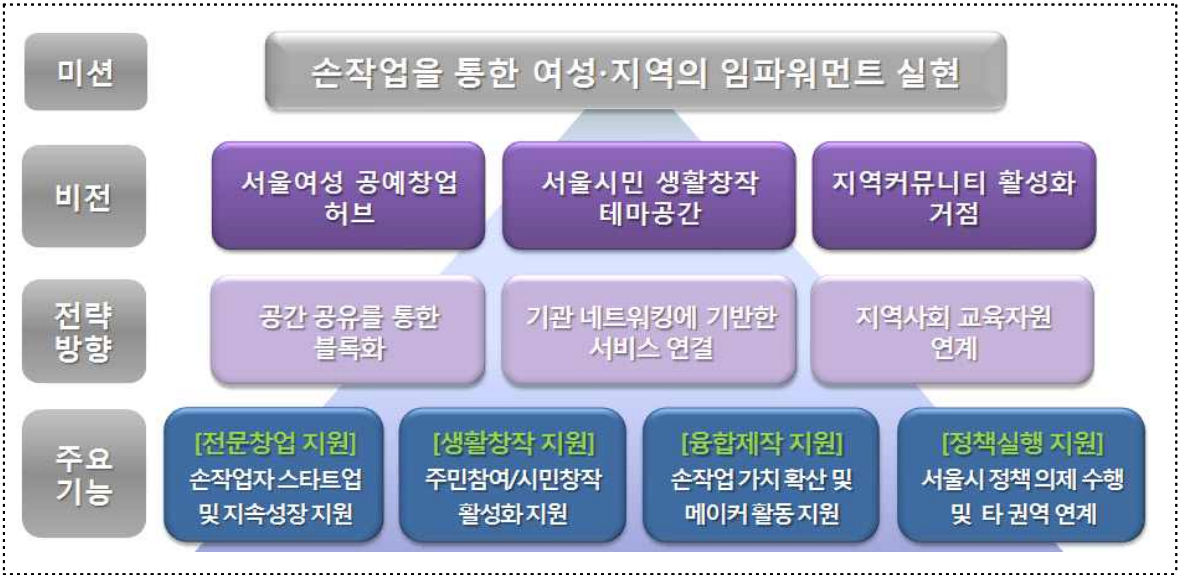 미션
손작업을 통한 여성·지역의 임파워먼트 실현
비전
서울여성 공예창업
허브
서울시민 생활창작
테마공간
지역커뮤니티 활성화
거점
전략
방향
공간 공유를 통한
블록화
기관 네트워킹에 기반한
서비스 연결
지역사회 교육자원
연계
주요
기능
[전문창업 지원]
손작업자 스타트업
및 지속성장 지원
[생활창작 지원]
주민참여/시민창작
활성화 지원
[융합제작 지원]
손작업 가치 확산 및
메이커 활동 지원
[정책실행 지원]
서울시 정책 의제 수행
및 타 권역 연계